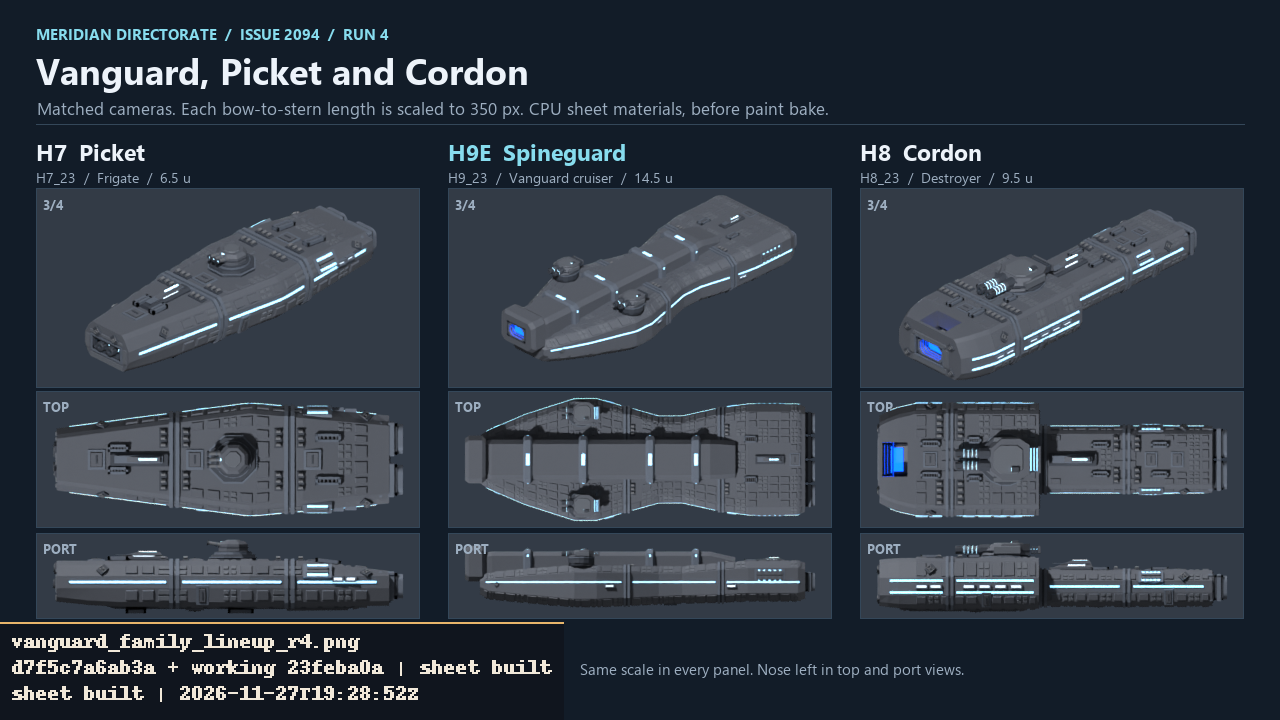 MERIDIAN DIRECTORATE / ISSUE 2094 / RUN 4
Vanguard, Picket and Cordon
Matched cameras. Each bow-to-stern length is scaled to 350 px. CPU sheet materials, before paint bake.
H7 Picket
H7_23 / Frigate / 6.5 u
3/4
TOP
PORT
H9E Spineguard
H9_23 / Vanguard cruiser / 14.5 u
3/4
TOP
PORT
H8 Cordon
H8_23 / Destroyer / 9.5 u
3/4
TOP
PORT
vanguard_family_lineup_r4.png
d7f5c7a6ab3a + working 23feba0a | sheet built
sheet built | 2026-11-27T19:28:52Z
Same scale in every panel. Nose left in top and port views.